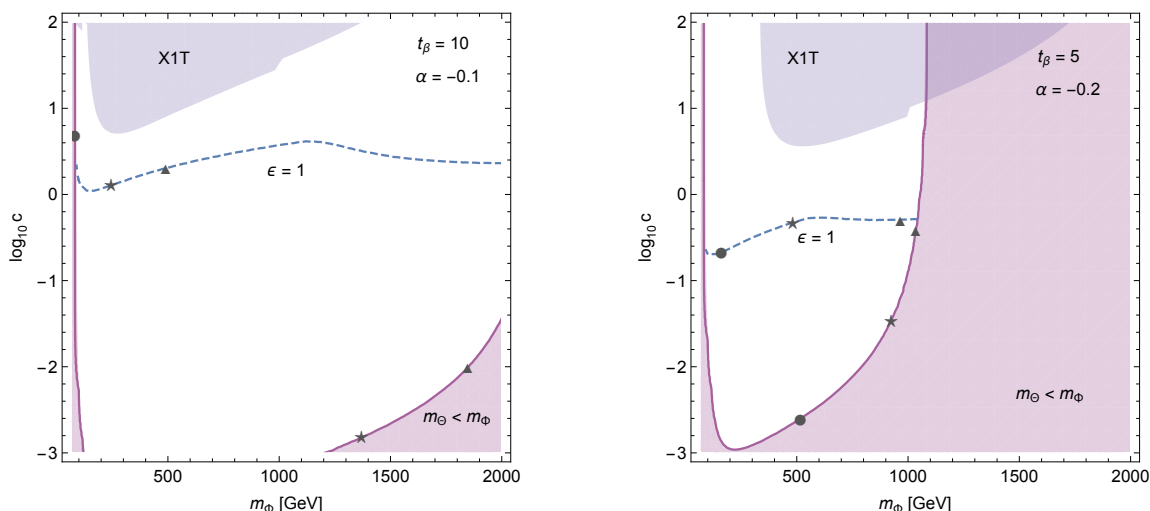 2
1
0
−1
−2
−3
log₁₀ c
X1T
t_β = 10
α = −0.1
ϵ = 1
m_Θ < m_Φ
500
1000
1500
2000
m_Φ [GeV]
2
1
0
−1
−2
−3
log₁₀ c
X1T
t_β = 5
α = −0.2
ϵ = 1
m_Θ < m_Φ
500
1000
1500
2000
m_Φ [GeV]